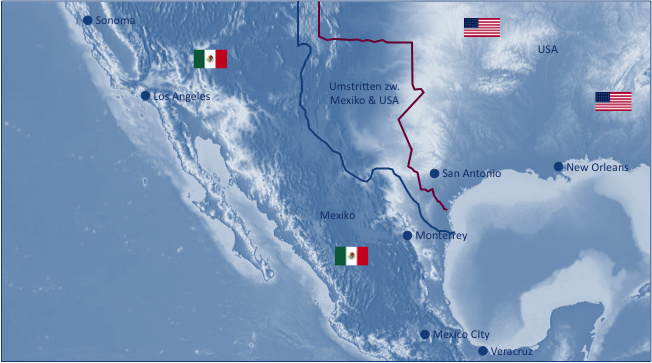 Sonoma
USA
Umstritten zw.
Mexiko & USA
Los Angeles
New Orleans
San Antonio
Mexiko
Monterrey
Mexico City
Veracruz